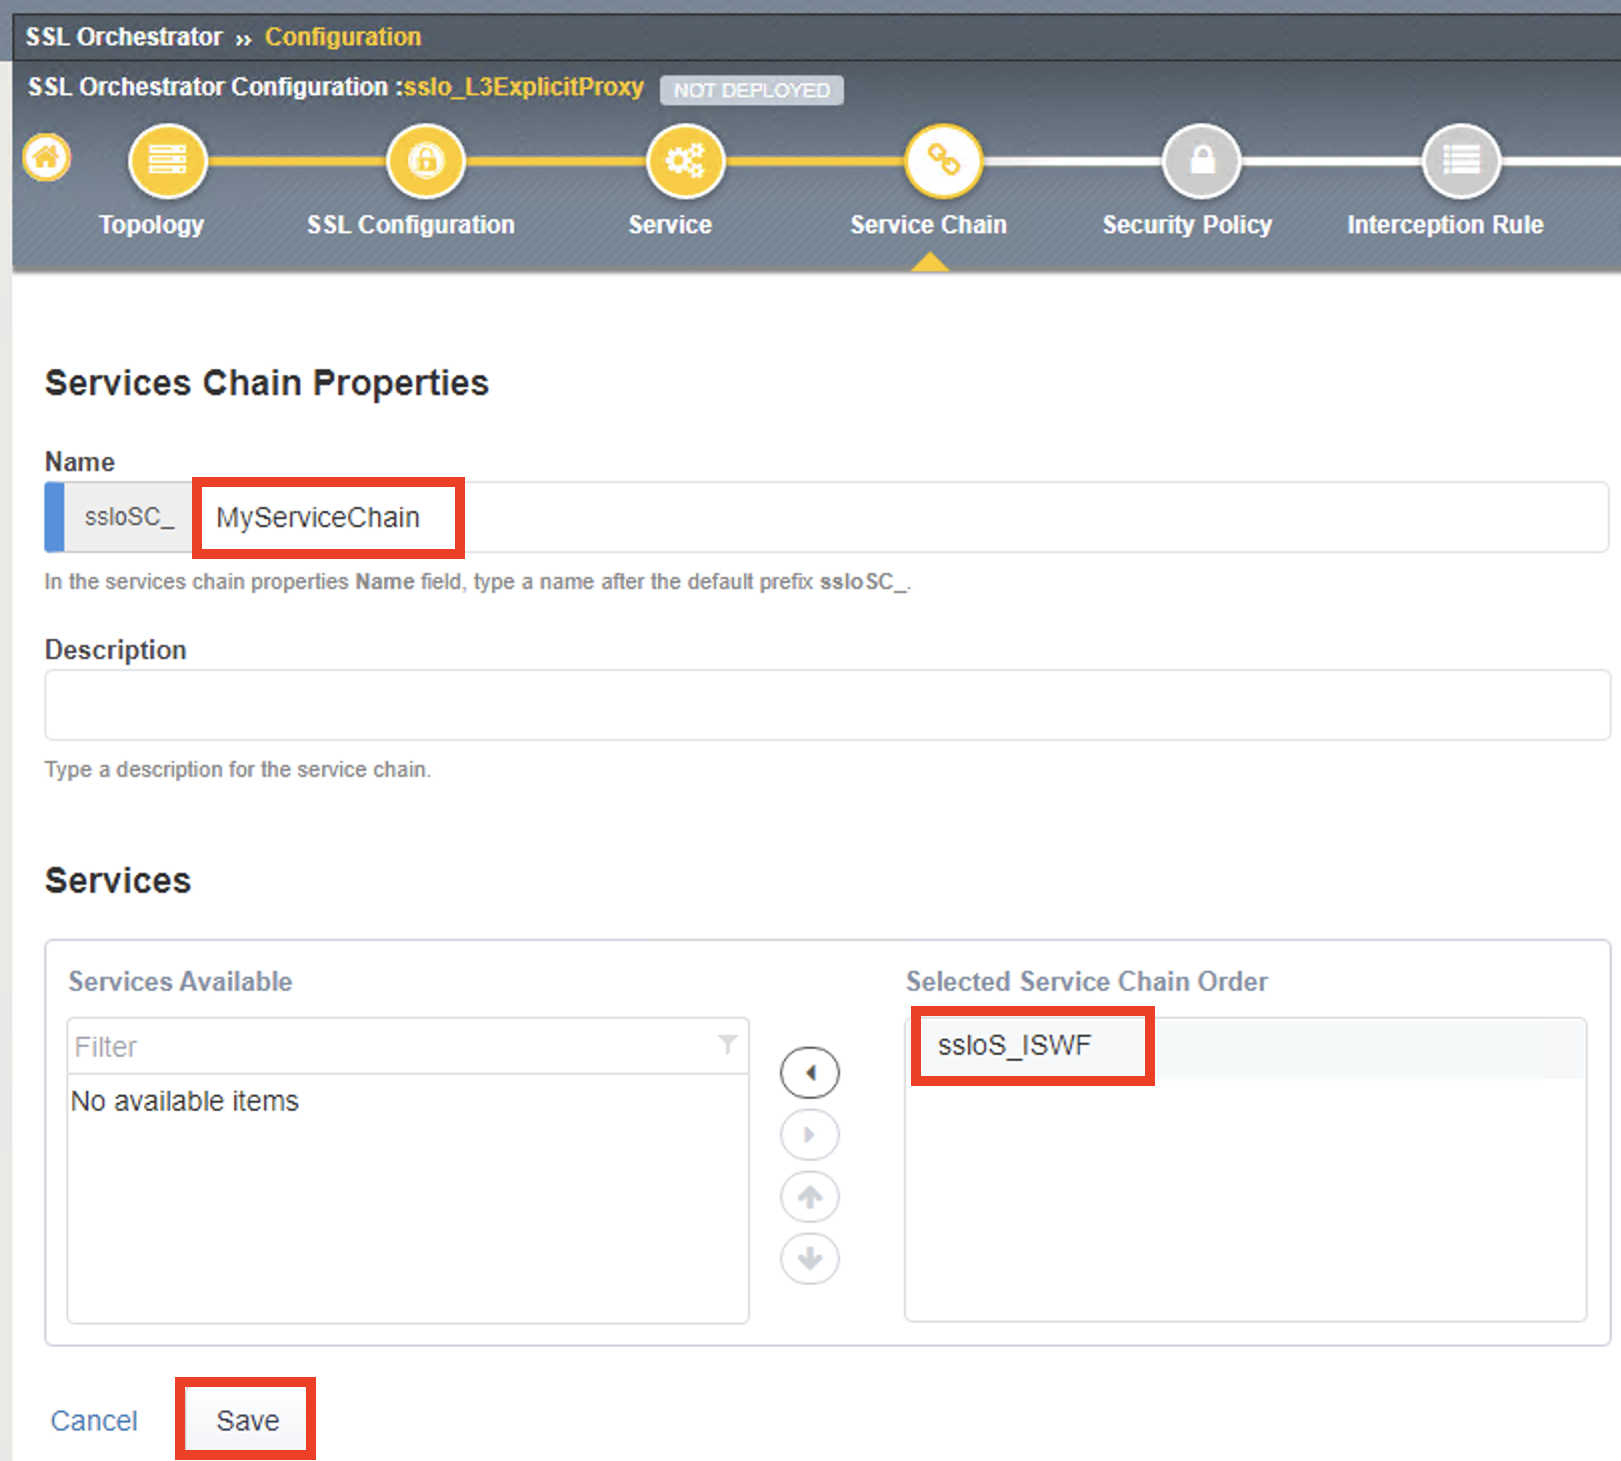 SSL Orchestrator ›› Configuration
SSL Orchestrator Configuration :sslo_L3ExplicitProxy NOT DEPLOYED
Topology SSL Configuration Service Service Chain Security Policy Interception Rule
Services Chain Properties
Name
ssloSC_ MyServiceChain
In the services chain properties Name field, type a name after the default prefix ssloSC_.
Description
Type a description for the service chain.
Services
Services Available
Filter
No available items
Selected Service Chain Order
ssloS_ISWF
Cancel Save